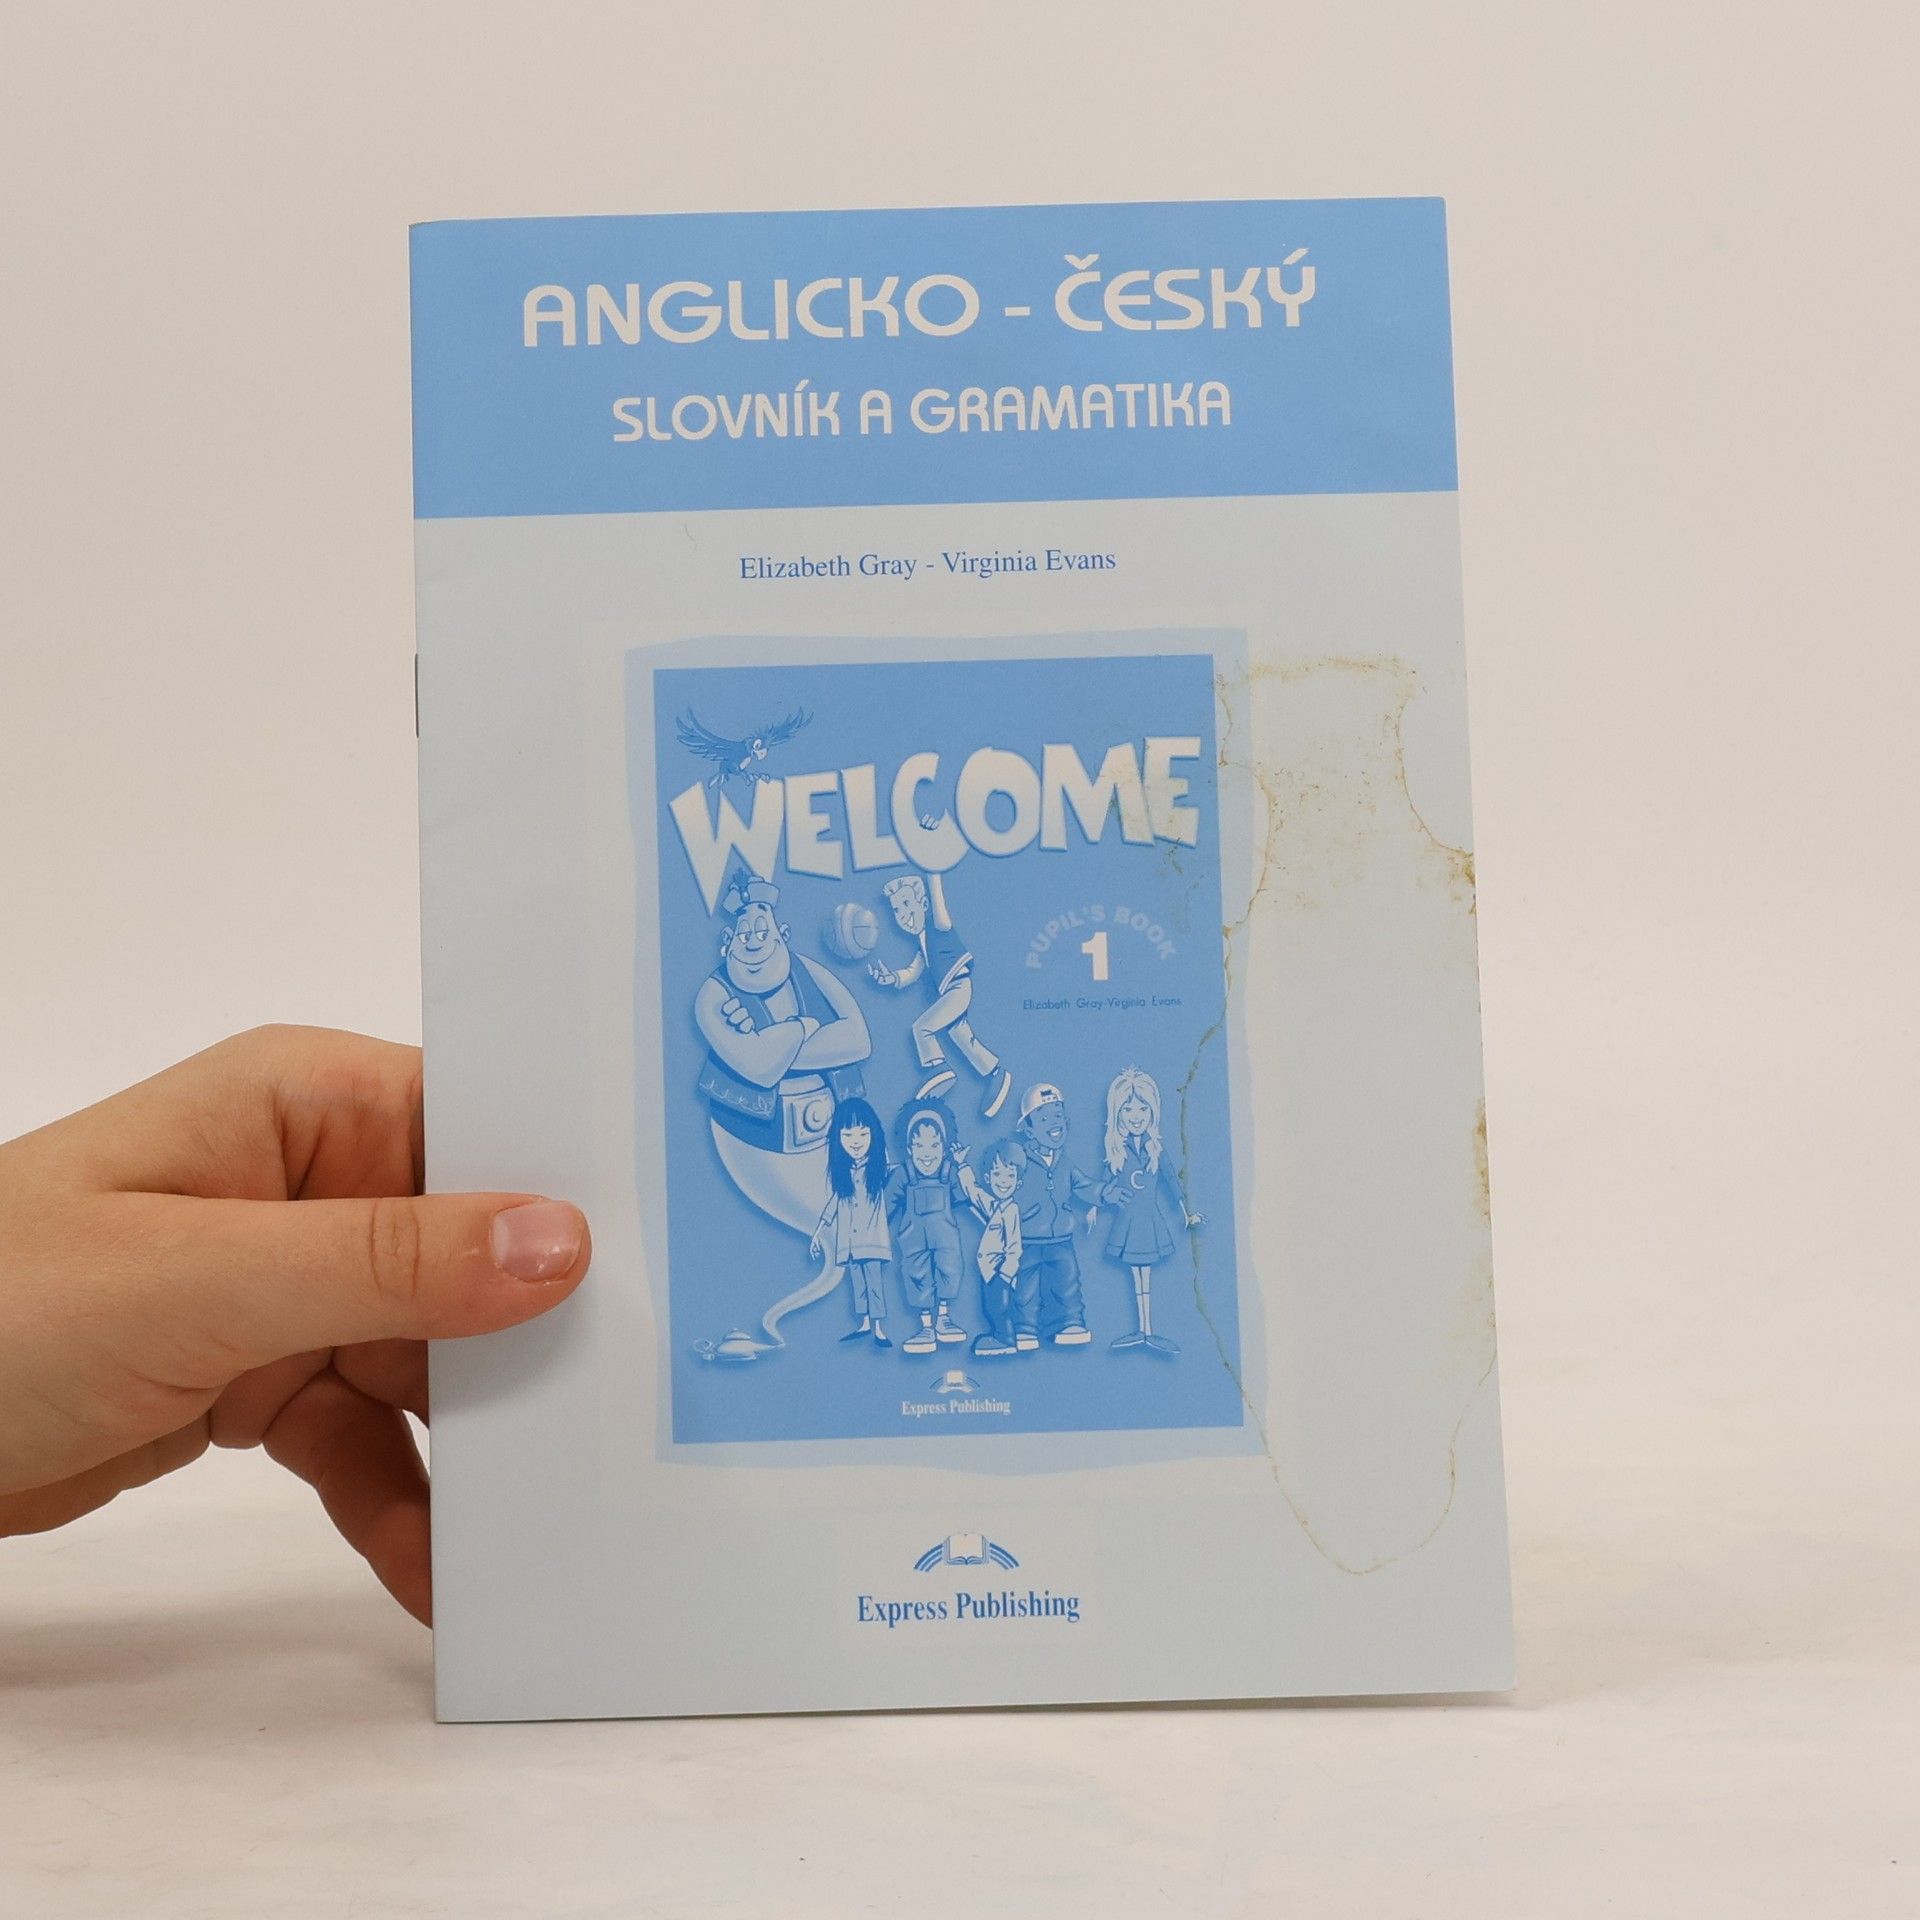 ANGLICKO - ČESKÝ
SLOVNÍK A GRAMATIKA
Elizabeth Gray - Virginia Evans
WELCOME
PUPIL'S BOOK
1
Elizabeth Gray-Virginia Evans
Express Publishing
Express Publishing